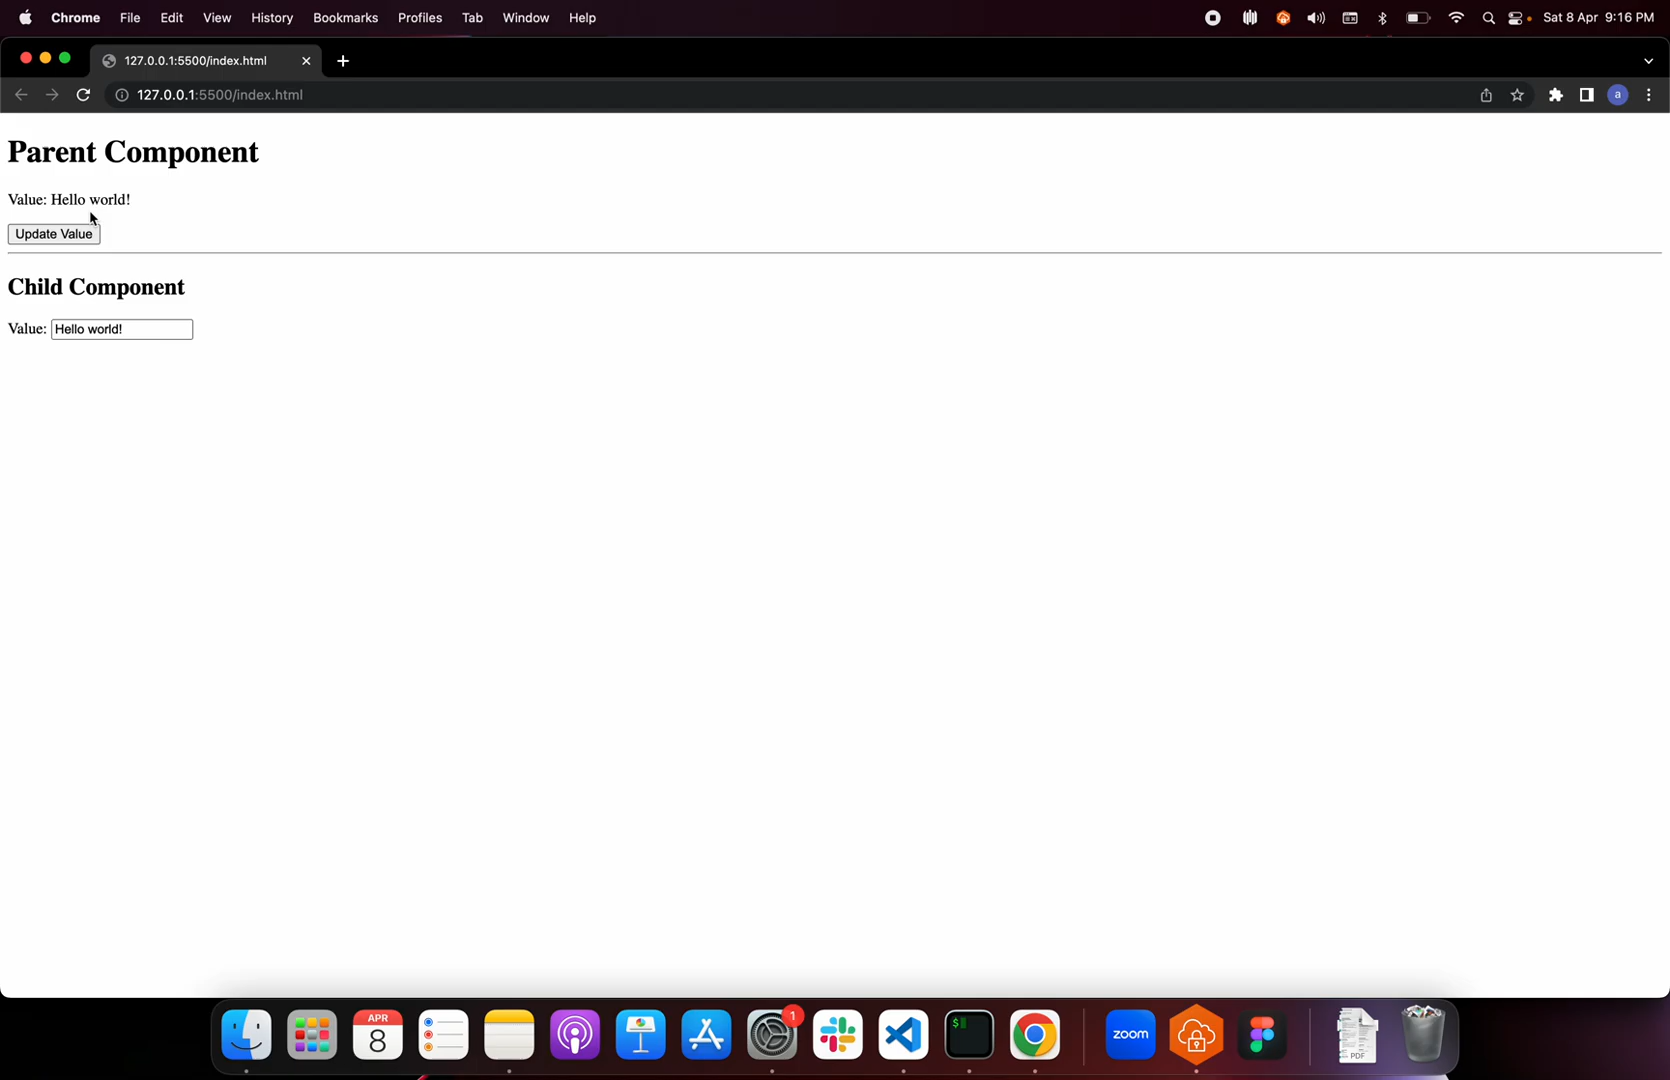 Chrome File Edit View History Bookmarks Profiles Tab Window Help Sat 8 Apr 9:16 PM
127.0.0.1:5500/index.html
127.0.0.1:5500/index.html a
Parent Component
Value: Hello world!
Update Value
Child Component
Value: Hello world!
APR
8
1
$
zoom
PDF